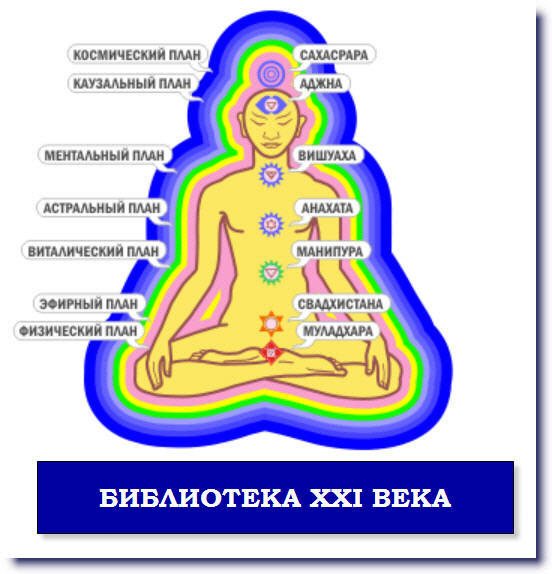 КОСМИЧЕСКИЙ ПЛАН
САХАСРАРА
КАУЗАЛЬНЫЙ ПЛАН
АДЖНА
МЕНТАЛЬНЫЙ ПЛАН
ВИШУАХА
АСТРАЛЬНЫЙ ПЛАН
АНАХАТА
ВИТАЛИЧЕСКИЙ ПЛАН
МАНИПУРА
ЭФИРНЫЙ ПЛАН
СВАДХИСТАНА
ФИЗИЧЕСКИЙ ПЛАН
МУЛАДХАРА
БИБЛИОТЕКА XXI ВЕКА